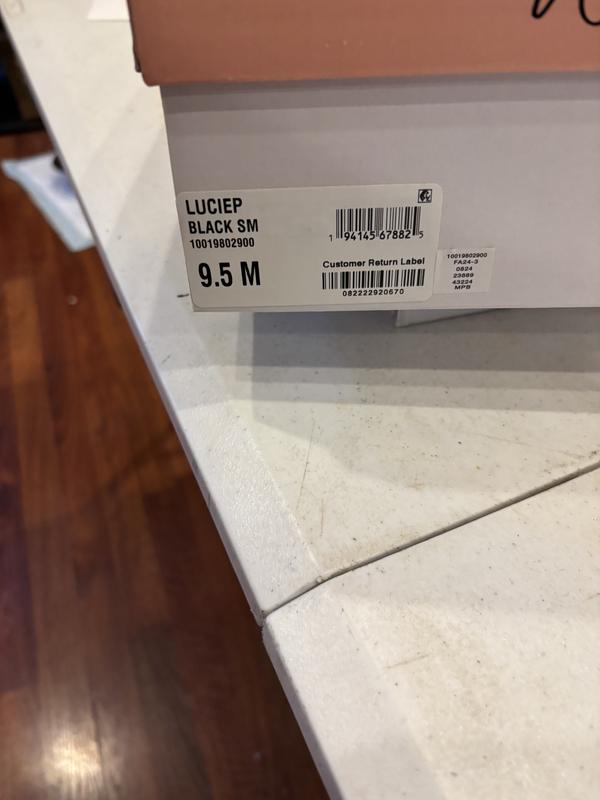 LUCIEP
BLACK SM
10019802900
9.5 M
1 94145 67882 5
Customer Return Label
082222920670
10019802900
FA24-3
0824
23889
43224
MPB